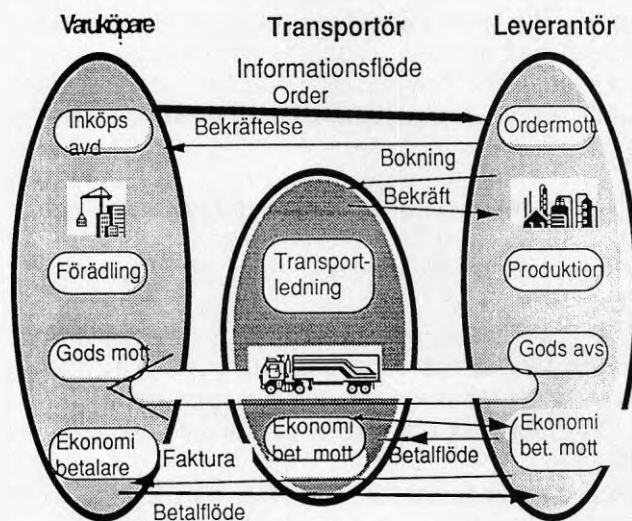 Varuköpare
Transportör
Leverantör
Informationsflöde
Order
Inköps
avd
Bekräftelse
Ordermott.
Bokning
Bekräft
Förädling
Transport-
ledning
Produktion
Gods mott
Gods avs
Ekonomi
betalare
Faktura
Ekonomi
bet. mott
Betalflöde
Ekonomi
bet. mott
Betalflöde